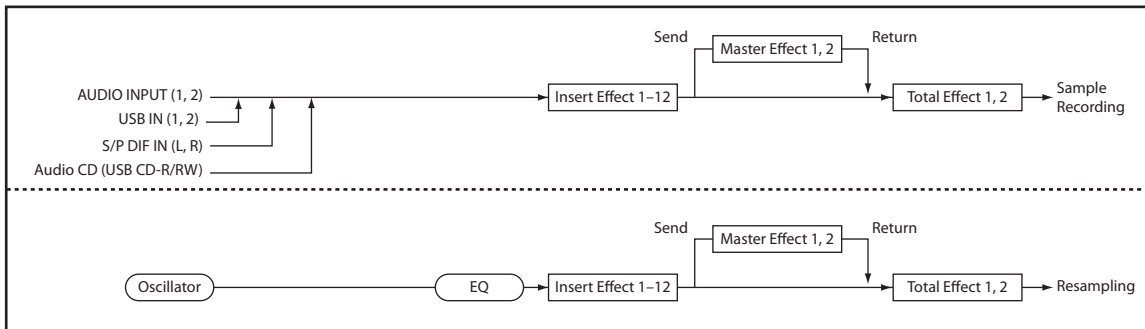 Send
Master Effect 1, 2
Return
AUDIO INPUT (1, 2)
Insert Effect 1–12
Total Effect 1, 2
Sample
Recording
USB IN (1, 2)
S/P DIF IN (L, R)
Audio CD (USB CD-R/RW)
Send
Master Effect 1, 2
Return
Oscillator
EQ
Insert Effect 1–12
Total Effect 1, 2
Resampling